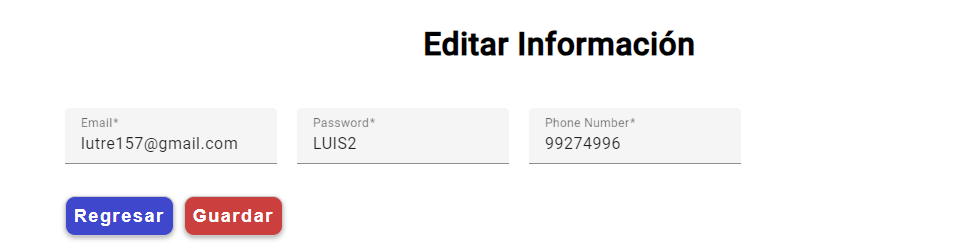 Editar Información
Email* Password* Phone Number*
lutre157@gmail.com LUIS2 99274996
Regresar Guardar